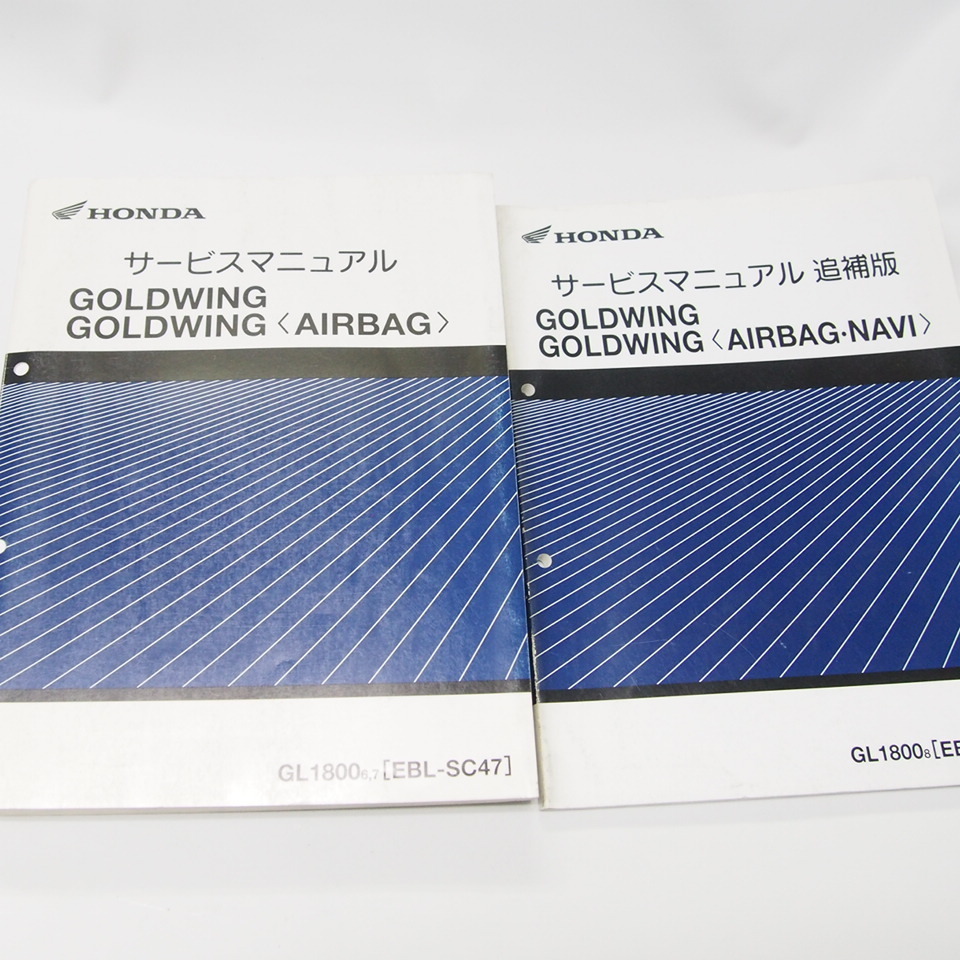 HONDA
サービスマニュアル
GOLDWING
GOLDWING〈AIRBAG〉
GL1800 6,7 [EBL-SC47]
HONDA
サービスマニュアル 追補版
GOLDWING
GOLDWING〈AIRBAG・NAVI〉
GL1800 8 [EB